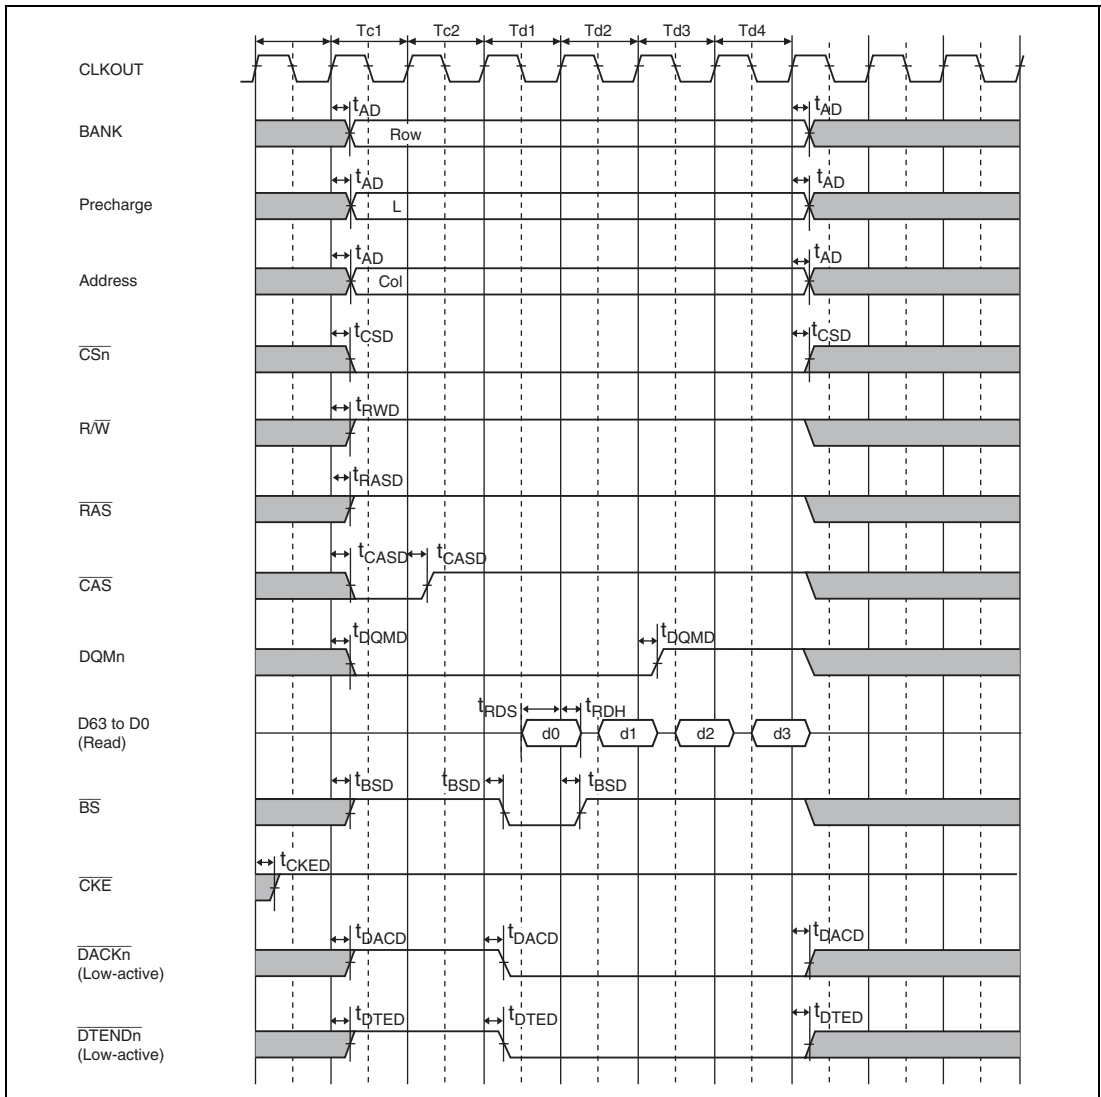 Tc1 Tc2 Td1 Td2 Td3 Td4
CLKOUT
tAD tAD
BANK Row
tAD tAD
Precharge L
tAD tAD
Address Col
tCSD tCSD
CSn
tRWD
R/W
tRASD
RAS
tCASD tCASD
CAS
tDQMD tDQMD
DQMn
tRDS tRDH
D63 to D0
(Read)
d0 d1 d2 d3
tBSD tBSD tBSD
BS
tCKED
CKE
tDACD tDACD tDACD
DACKn
(Low-active)
tDTED tDTED tDTED
DTENDn
(Low-active)